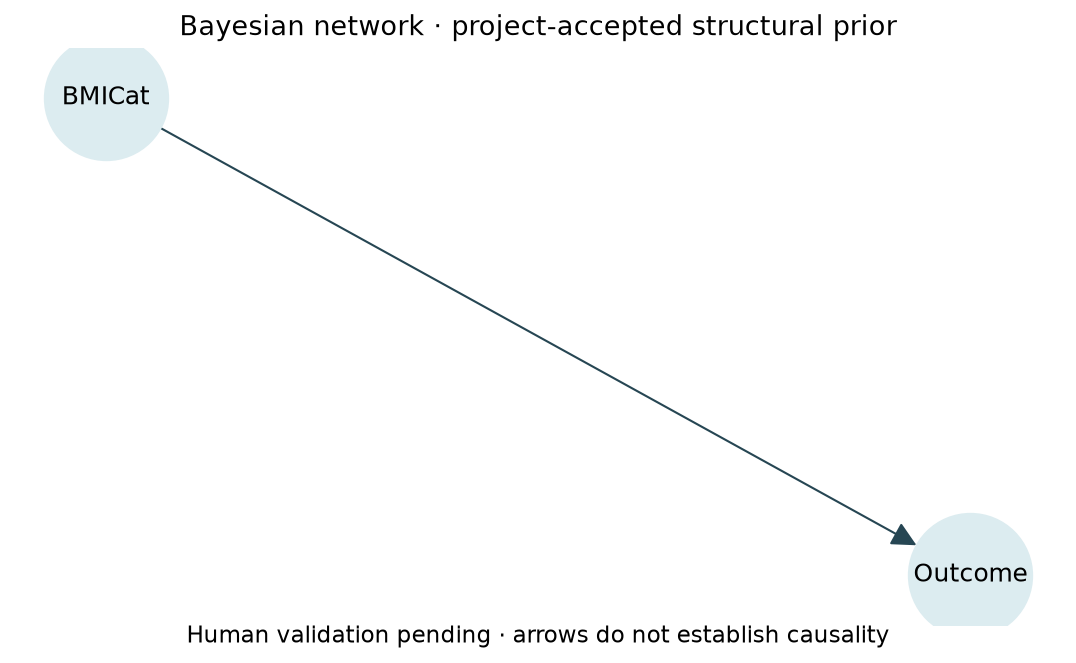 Bayesian network · project-accepted structural prior
BMICat
Outcome
Human validation pending · arrows do not establish causality